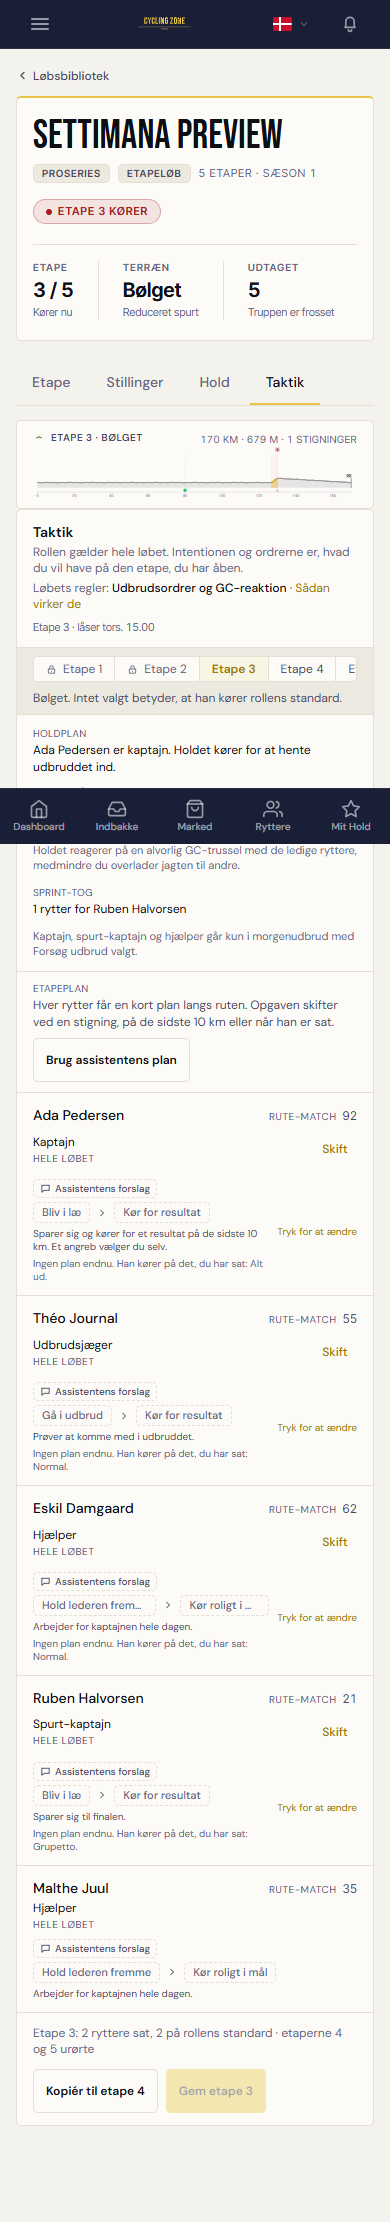 CYCLING ZONE
Løbsbibliotek
SETTIMANA PREVIEW
PROSERIES ETAPELØB 5 ETAPER · SÆSON 1
ETAPE 3 KØRER
ETAPE TERRÆN UDTAGET
3 / 5 Bølget 5
Kører nu Reduceret spurt Truppen er frosset
Etape Stillinger Hold Taktik
ETAPE 3 · BØLGET 170 KM · 679 M · 1 STIGNINGER
Taktik
Rollen gælder hele løbet. Intentionen og ordrerne er, hvad
du vil have på den etape, du har åben.
Løbets regler: Udbrudsordrer og GC-reaktion · Sådan
virker de
Etape 3 · låser tors. 15.00
Etape 1 Etape 2 Etape 3 Etape 4 E
Bølget. Intet valgt betyder, at han kører rollens standard.
HOLDPLAN
Ada Pedersen er kaptajn. Holdet kører for at hente
udbruddet ind.
Dashboard Indbakke Marked Ryttere Mit Hold
Holdet reagerer på en alvorlig GC-trussel med de ledige ryttere,
medmindre du overlader jagten til andre.
SPRINT-TOG
1 rytter for Ruben Halvorsen
Kaptajn, spurt-kaptajn og hjælper går kun i morgenudbrud med
Forsøg udbrud valgt.
ETAPEPLAN
Hver rytter får en kort plan langs ruten. Opgaven skifter
ved en stigning, på de sidste 10 km eller når han er sat.
Brug assistentens plan
Ada Pedersen RUTE-MATCH 92
Kaptajn Skift
HELE LØBET
Assistentens forslag
Bliv i læ > Kør for resultat
Sparer sig og kører for et resultat på de sidste 10
km. Et angreb vælger du selv.
Tryk for at ændre
Ingen plan endnu. Han kører på det, du har sat: Alt
ud.
Théo Journal RUTE-MATCH 55
Udbrudsjæger Skift
HELE LØBET
Assistentens forslag
Gå i udbrud > Kør for resultat
Prøver at komme med i udbruddet.
Tryk for at ændre
Ingen plan endnu. Han kører på det, du har sat:
Normal.
Eskil Damgaard RUTE-MATCH 62
Hjælper Skift
HELE LØBET
Assistentens forslag
Hold lederen frem… > Kør roligt i …
Tryk for at ændre
Arbejder for kaptajnen hele dagen.
Ingen plan endnu. Han kører på det, du har sat:
Normal.
Ruben Halvorsen RUTE-MATCH 21
Spurt-kaptajn Skift
HELE LØBET
Assistentens forslag
Bliv i læ > Kør for resultat
Tryk for at ændre
Sparer sig til finalen.
Ingen plan endnu. Han kører på det, du har sat:
Grupetto.
Malthe Juul RUTE-MATCH 35
Hjælper
HELE LØBET
Assistentens forslag
Hold lederen fremme > Kør roligt i mål
Arbejder for kaptajnen hele dagen.
Etape 3: 2 ryttere sat, 2 på rollens standard · etaperne 4
og 5 urørte
Kopiér til etape 4 Gem etape 3